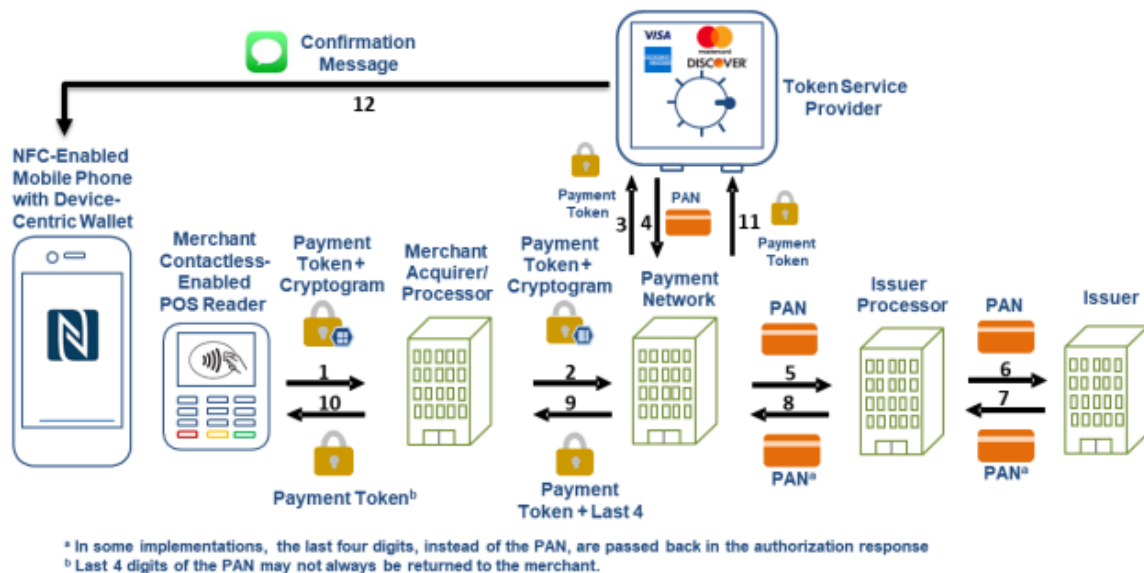 Confirmation
Message
12
VISA
mastercard
AMERICAN EXPRESS
DISCOVER
Token Service
Provider
NFC-Enabled
Mobile Phone
with Device-
Centric Wallet
Merchant
Contactless-
Enabled
POS Reader
Payment
Token +
Cryptogram
1
10
Payment Tokenᵇ
Merchant
Acquirer/
Processor
Payment
Token +
Cryptogram
2
9
Payment
Token + Last 4
Payment
Token
3
4
PAN
11
Payment
Token
Payment
Network
PAN
5
8
PANᵃ
Issuer
Processor
PAN
6
7
PANᵃ
Issuer
ᵃ In some implementations, the last four digits, instead of the PAN, are passed back in the authorization response
ᵇ Last 4 digits of the PAN may not always be returned to the merchant.